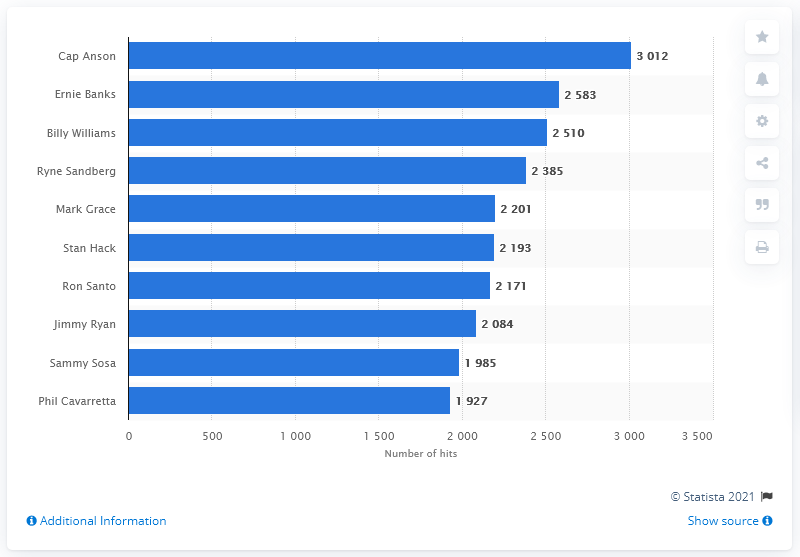 Cap Anson 3 012
Ernie Banks 2 583
Billy Williams 2 510
Ryne Sandberg 2 385
Mark Grace 2 201
Stan Hack 2 193
Ron Santo 2 171
Jimmy Ryan 2 084
Sammy Sosa 1 985
Phil Cavarretta 1 927
0 500 1 000 1 500 2 000 2 500 3 000 3 500
Number of hits
© Statista 2021
Additional Information Show source